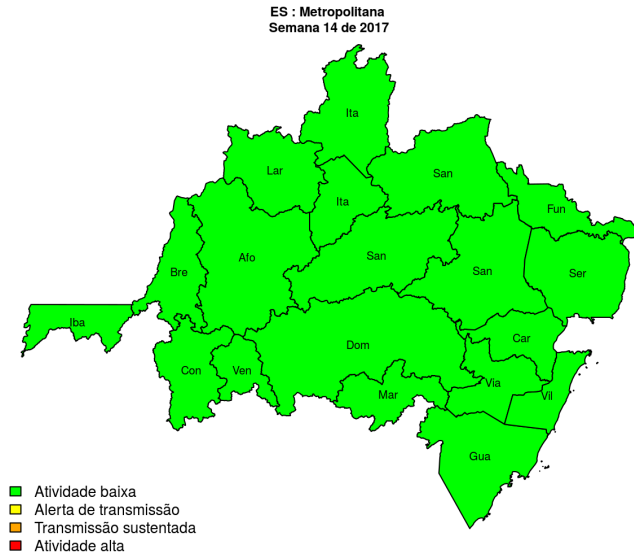 ES : Metropolitana
Semana 14 de 2017
Ita
Lar
San
Ita
Fun
Afo
San
San
Ser
Bre
Iba
Car
Dom
Con
Ven
Via
Mar
Vil
Gua
Atividade baixa
Alerta de transmissão
Transmissão sustentada
Atividade alta